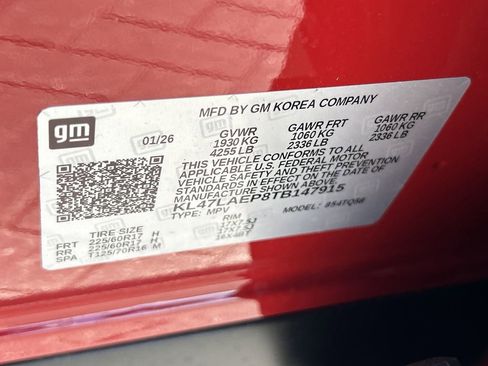 gm
MFD BY GM KOREA COMPANY
01/26 GVWR GAWR FRT GAWR RR
1930 KG 1060 KG 1060 KG
4255 LB 2336 LB 2336 LB
THIS VEHICLE CONFORMS TO ALL
APPLICABLE U.S. FEDERAL MOTOR
VEHICLE SAFETY AND THEFT PREVENTION
STANDARDS IN EFFECT ON THE DATE OF
MANUFACTURE SHOWN ABOVE.
KL47LAEP8TB147915
TYPE: MPV MODEL:
TIRE SIZE RIM
FRT 225/60R17 H
RR 225/60R17 H
SPA T125/70R16 M